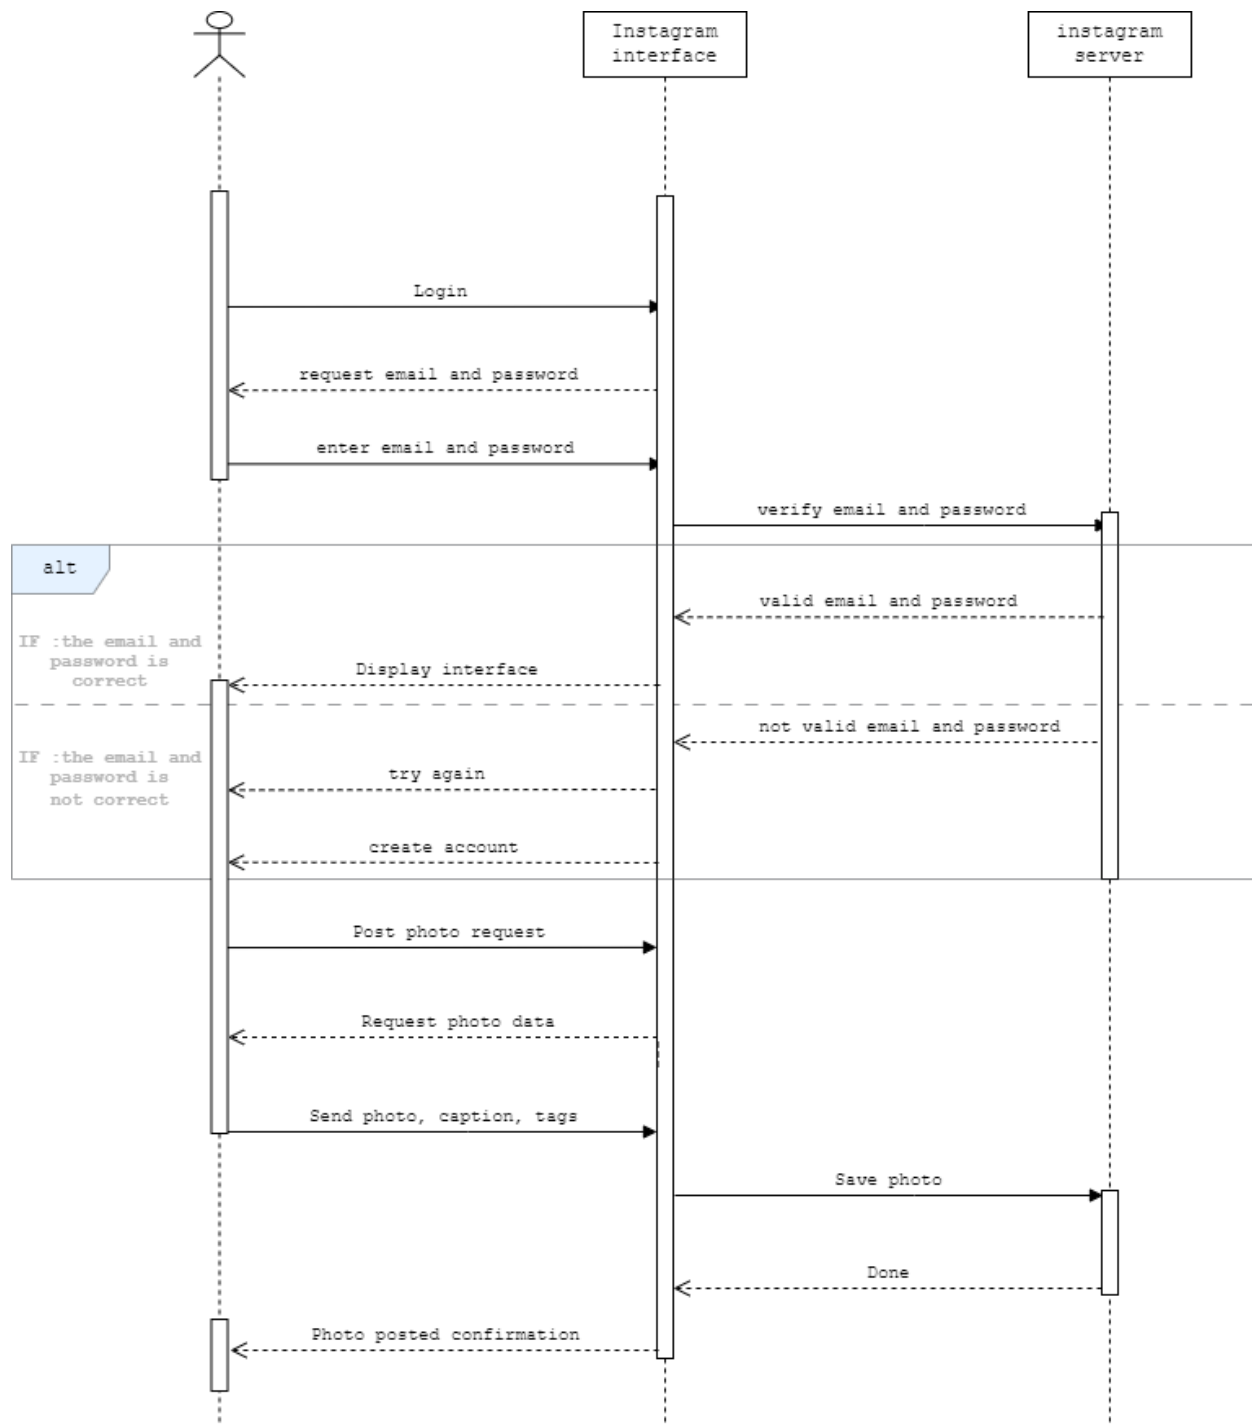 Instagram
interface
instagram
server
Login
request email and password
enter email and password
verify email and password
alt
valid email and password
IF :the email and
password is
correct
Display interface
not valid email and password
IF :the email and
password is
not correct
try again
create account
Post photo request
Request photo data
Send photo, caption, tags
Save photo
Done
Photo posted confirmation